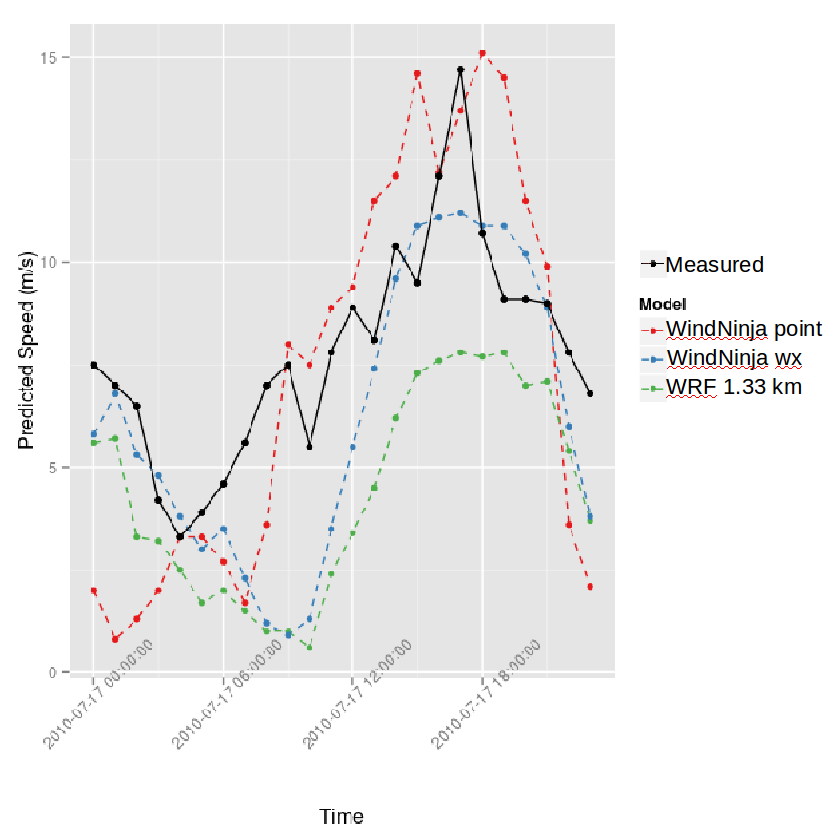 15
10
5
0
Predicted Speed (m/s)
2010-07-17 00:00:00
2010-07-17 06:00:00
2010-07-17 12:00:00
2010-07-17 18:00:00
Time
Measured
Model
WindNinja point
WindNinja wx
WRF 1.33 km